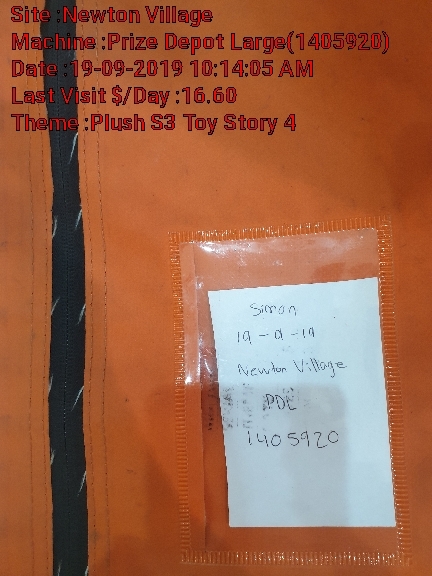 Site :Newton Village
Machine :Prize Depot Large(1405920)
Date :19-09-2019 10:14:05 AM
Last Visit $/Day :16.60
Theme :Plush S3 Toy Story 4
Simon
19-9-19
Newton Village
PDL
1405920